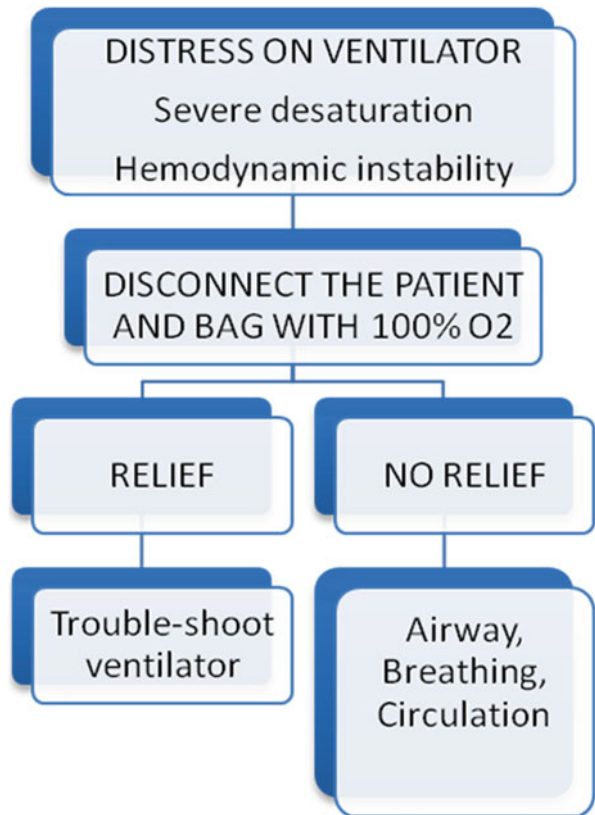 DISTRESS ON VENTILATOR
Severe desaturation
Hemodynamic instability
DISCONNECT THE PATIENT
AND BAG WITH 100% O2
RELIEF
NO RELIEF
Trouble-shoot
ventilator
Airway,
Breathing,
Circulation